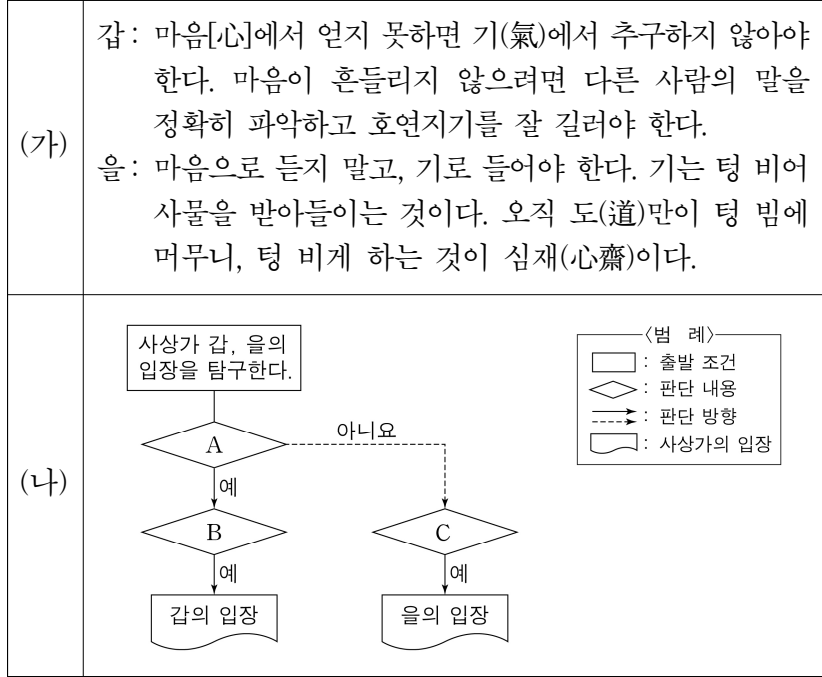 (가)
갑: 마음[心]에서 얻지 못하면 기(氣)에서 추구하지 않아야
한다. 마음이 흔들리지 않으려면 다른 사람의 말을
정확히 파악하고 호연지기를 잘 길러야 한다.
을: 마음으로 듣지 말고, 기로 들어야 한다. 기는 텅 비어
사물을 받아들이는 것이다. 오직 도(道)만이 텅 빔에
머무니, 텅 비게 하는 것이 심재(心齋)이다.
(나)
사상가 갑, 을의
입장을 탐구한다.
A
아니요
예
B
C
예
예
갑의 입장
을의 입장
〈범 례〉
: 출발 조건
: 판단 내용
: 판단 방향
: 사상가의 입장